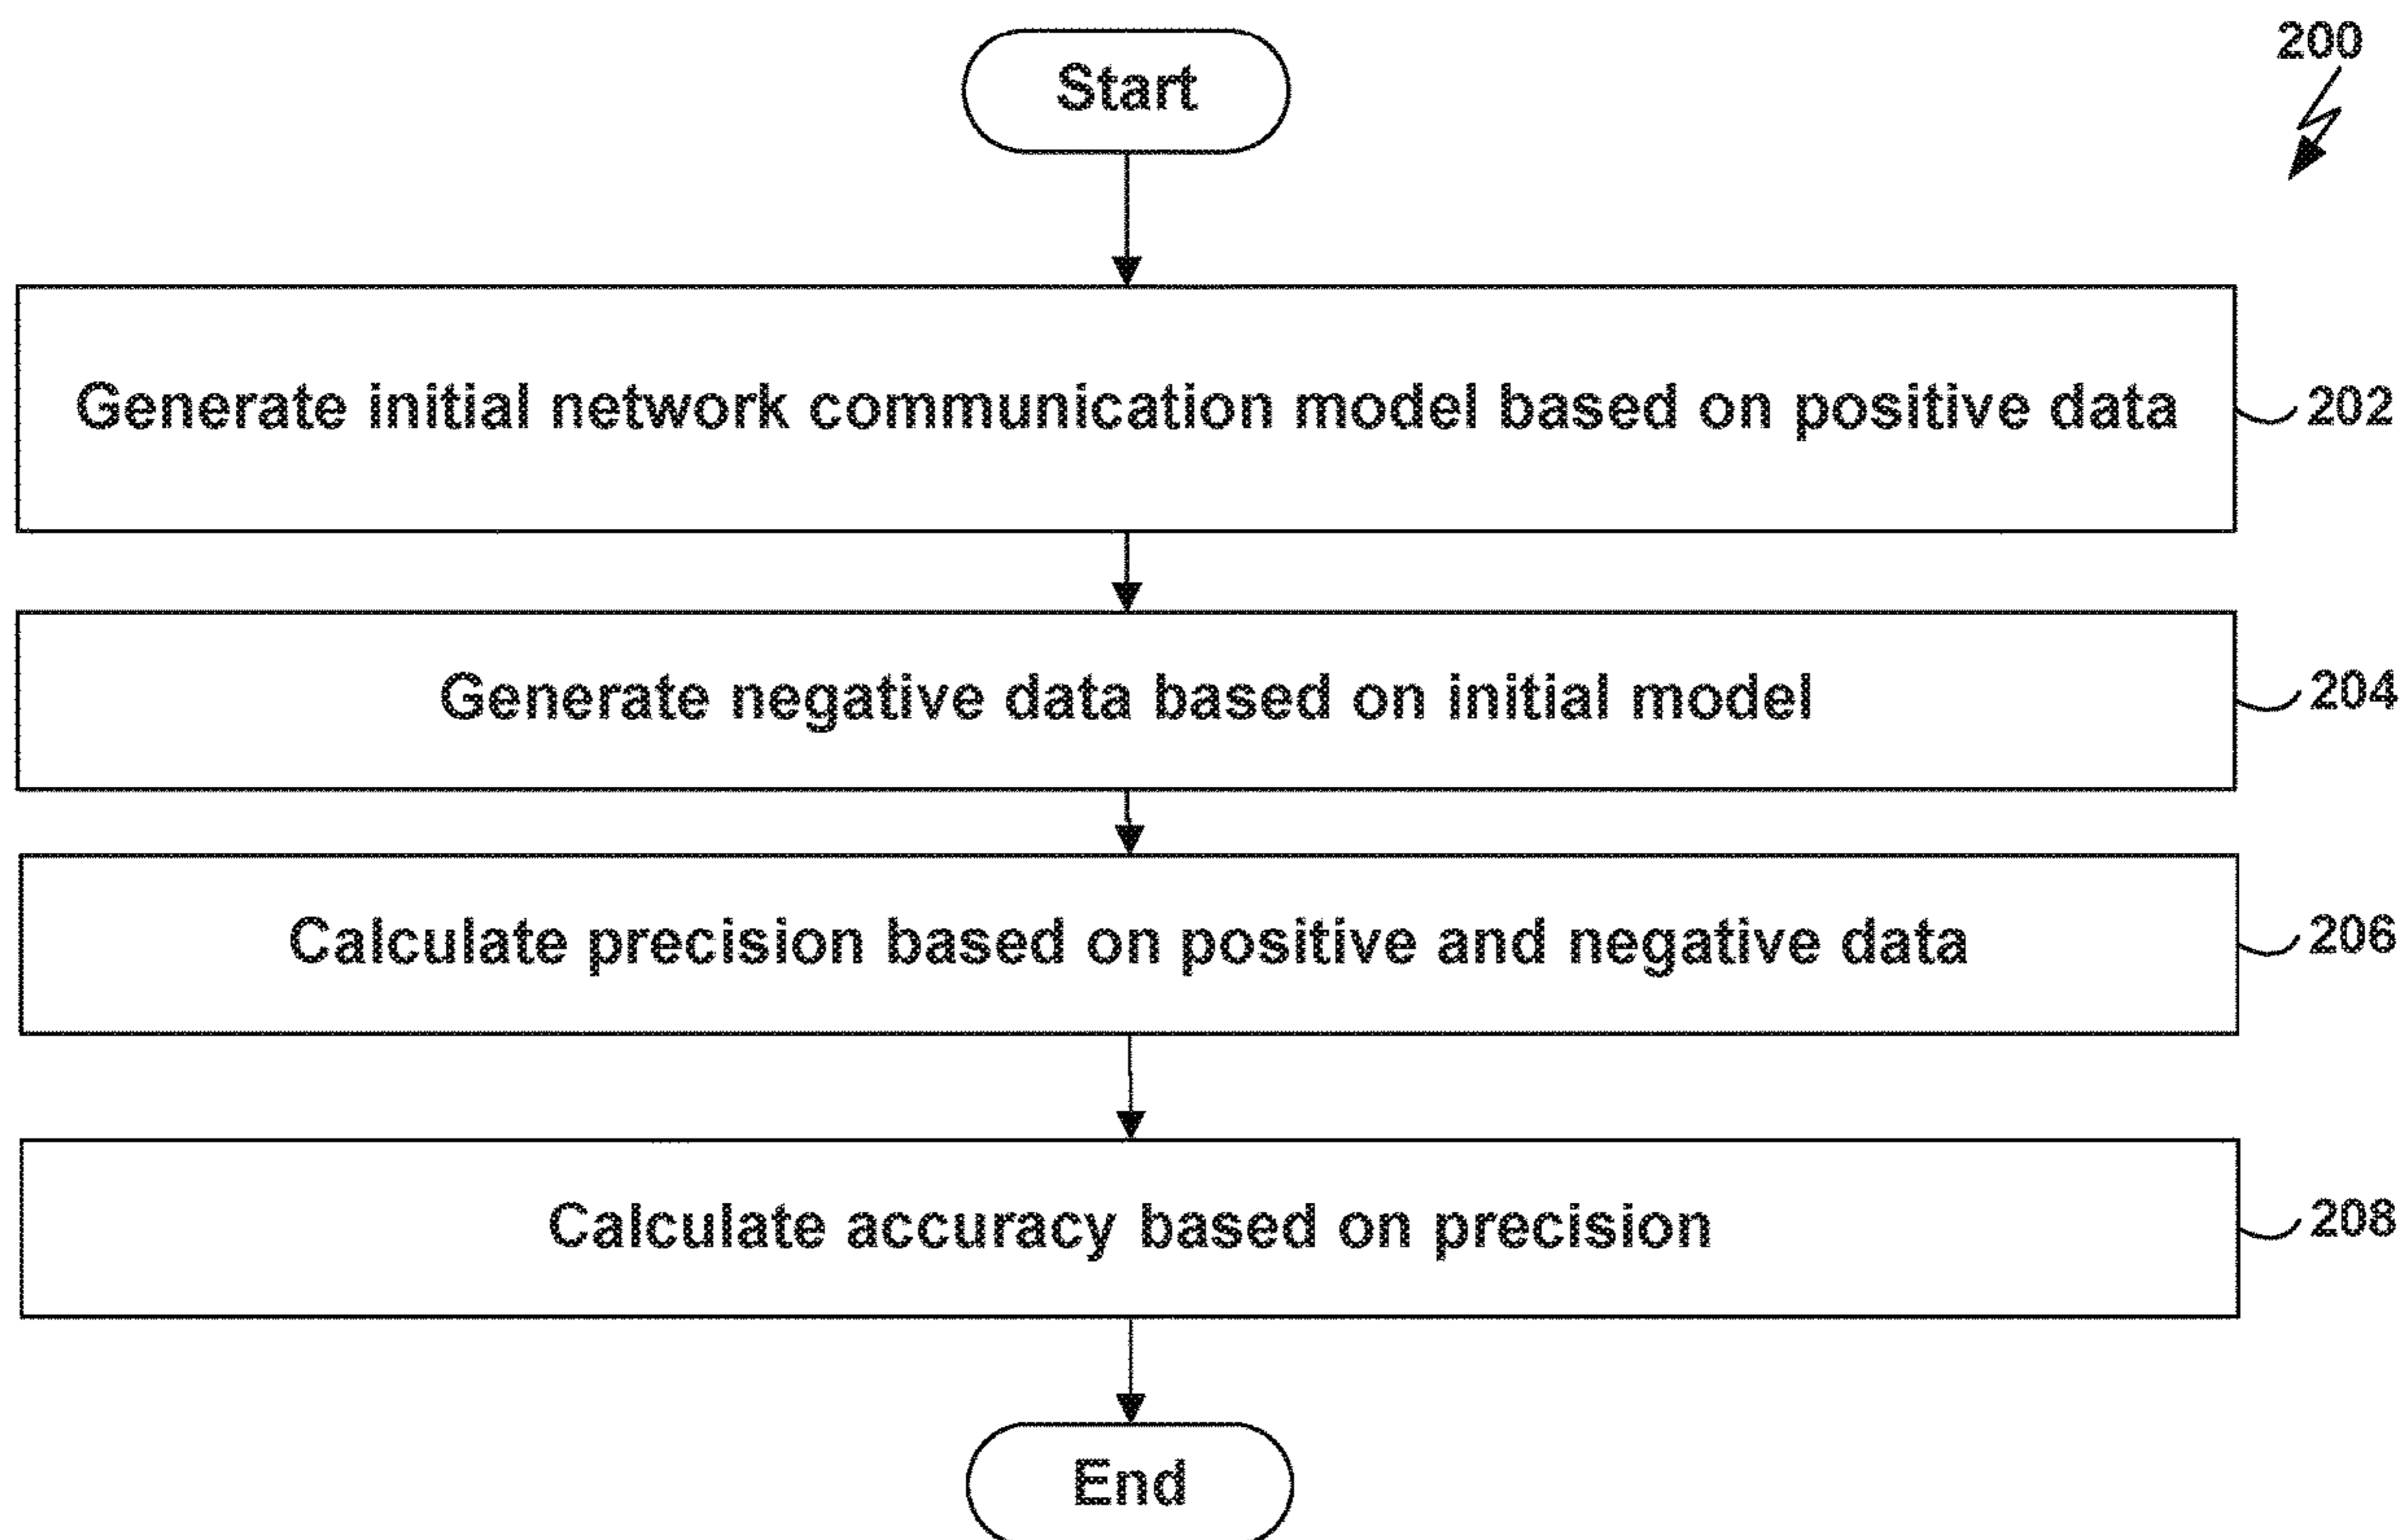 200
Start
Generate initial network communication model based on positive data
202
Generate negative data based on initial model
204
Calculate precision based on positive and negative data
206
Calculate accuracy based on precision
208
End